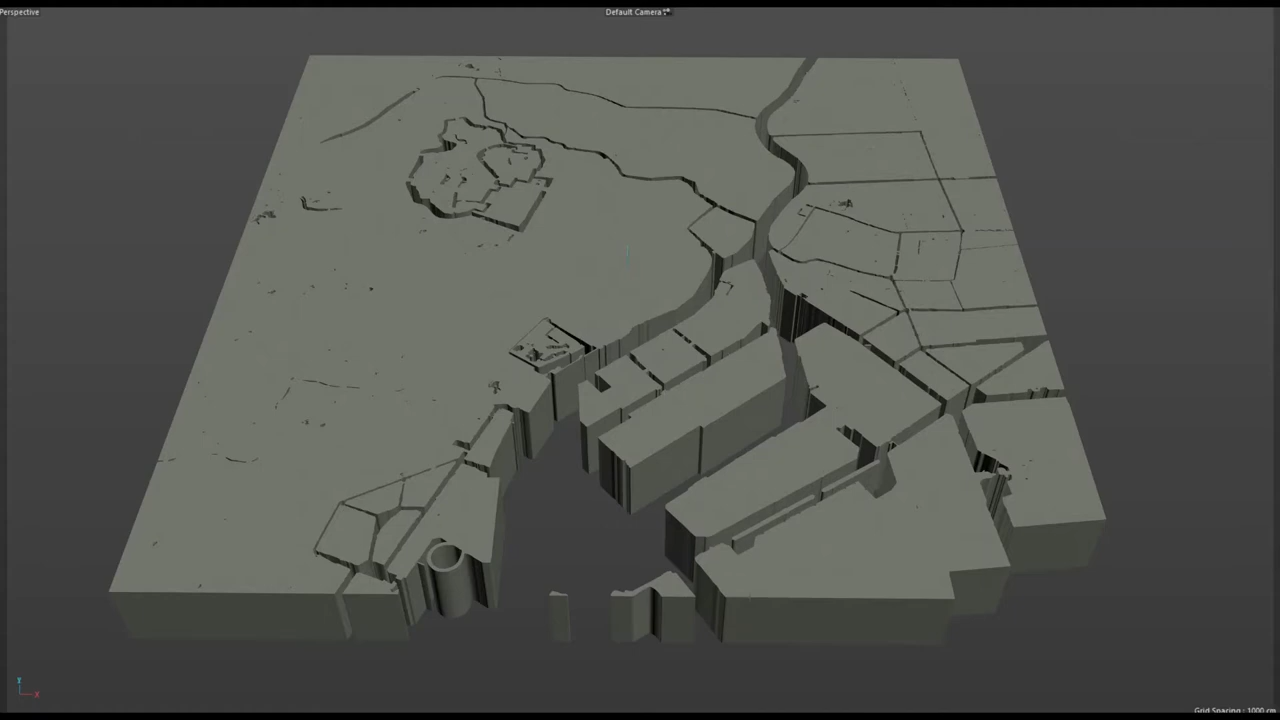 Perspective
Default Camera
Y
X
Grid Spacing : 1000 cm